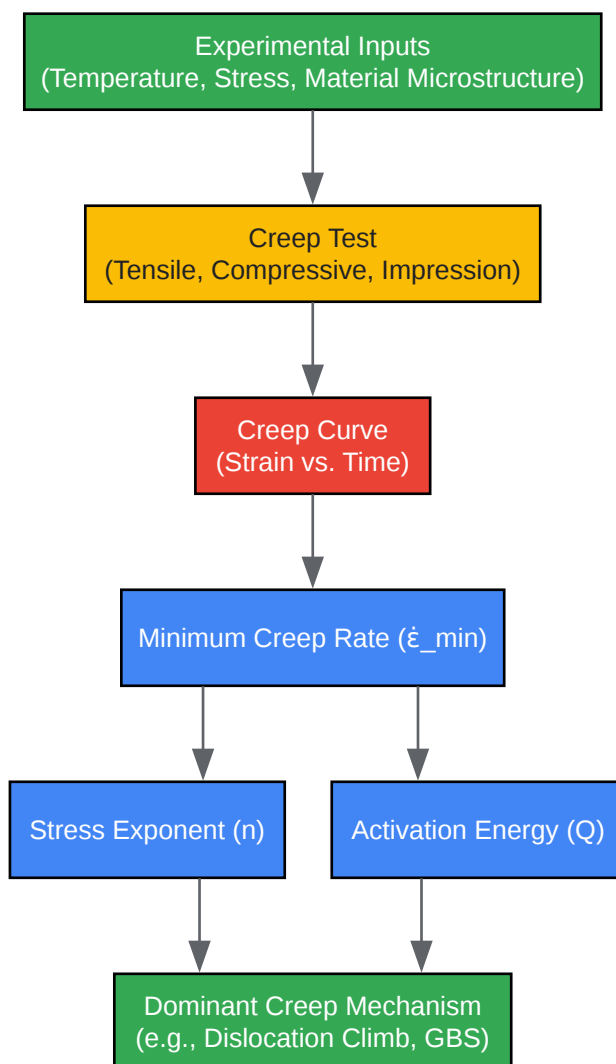 Experimental Inputs
(Temperature, Stress, Material Microstructure)
Creep Test
(Tensile, Compressive, Impression)
Creep Curve
(Strain vs. Time)
Minimum Creep Rate (ε̇_min)
Stress Exponent (n)
Activation Energy (Q)
Dominant Creep Mechanism
(e.g., Dislocation Climb, GBS)